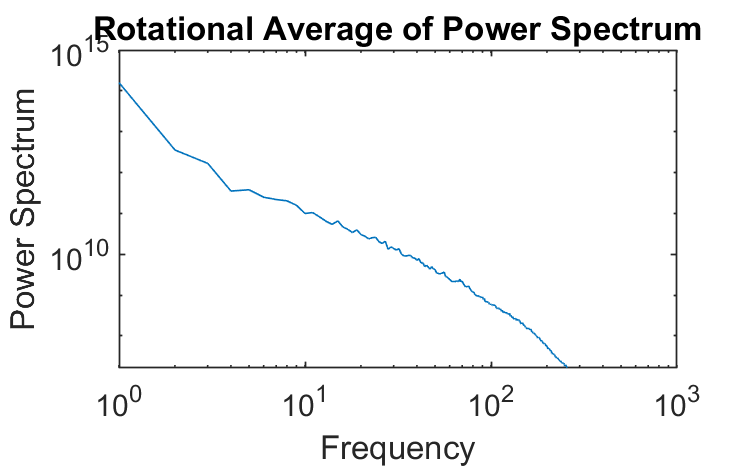 Rotational Average of Power Spectrum
10^15
10^10
Power Spectrum
10^0 10^1 10^2 10^3
Frequency